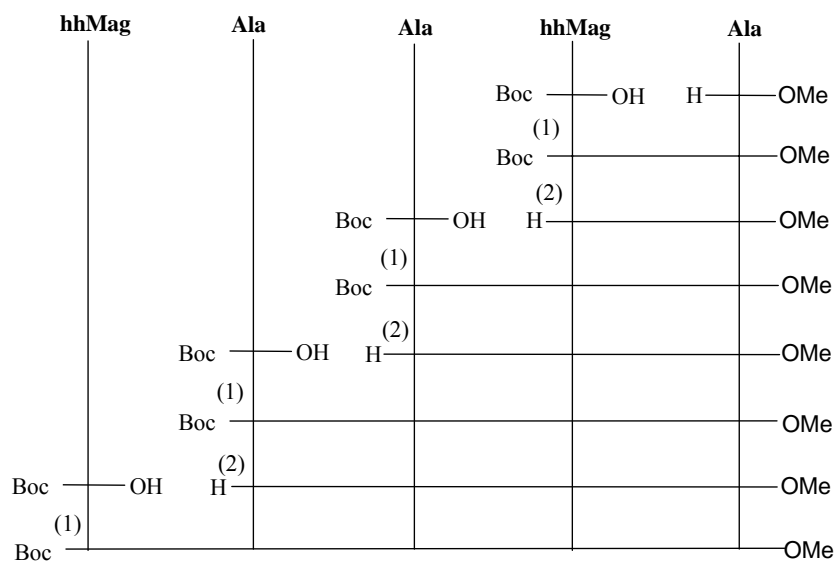 hhMag Ala Ala hhMag Ala
Boc OH H OMe
(1)
Boc OMe
(2)
Boc OH H OMe
(1)
Boc OMe
(2)
Boc OH H OMe
(1)
Boc OMe
(2)
Boc OH H OMe
(1)
Boc OMe